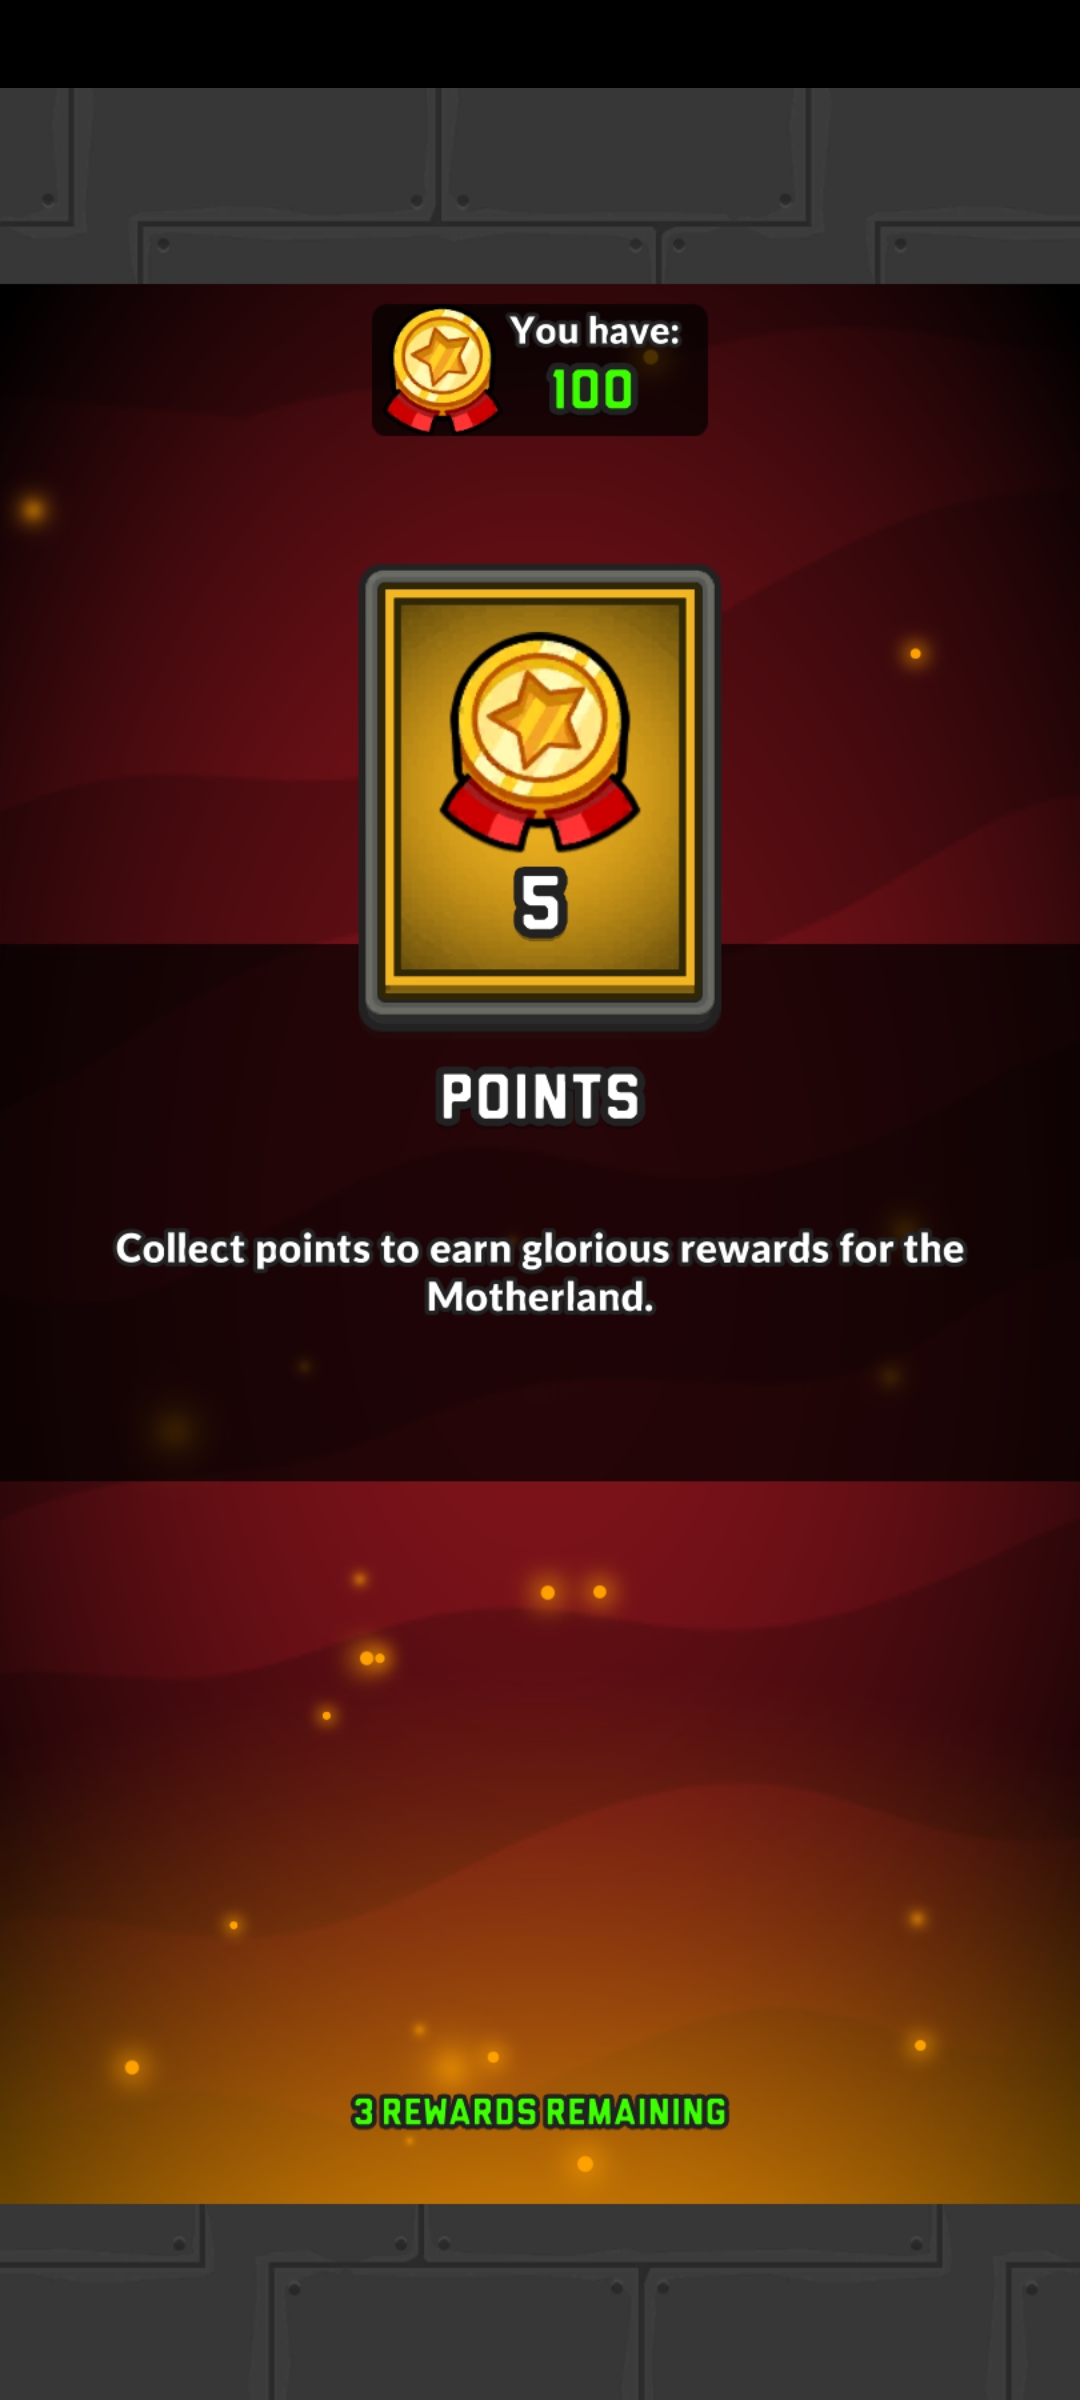 You have:
100
5
POINTS
Collect points to earn glorious rewards for the
Motherland.
3 REWARDS REMAINING